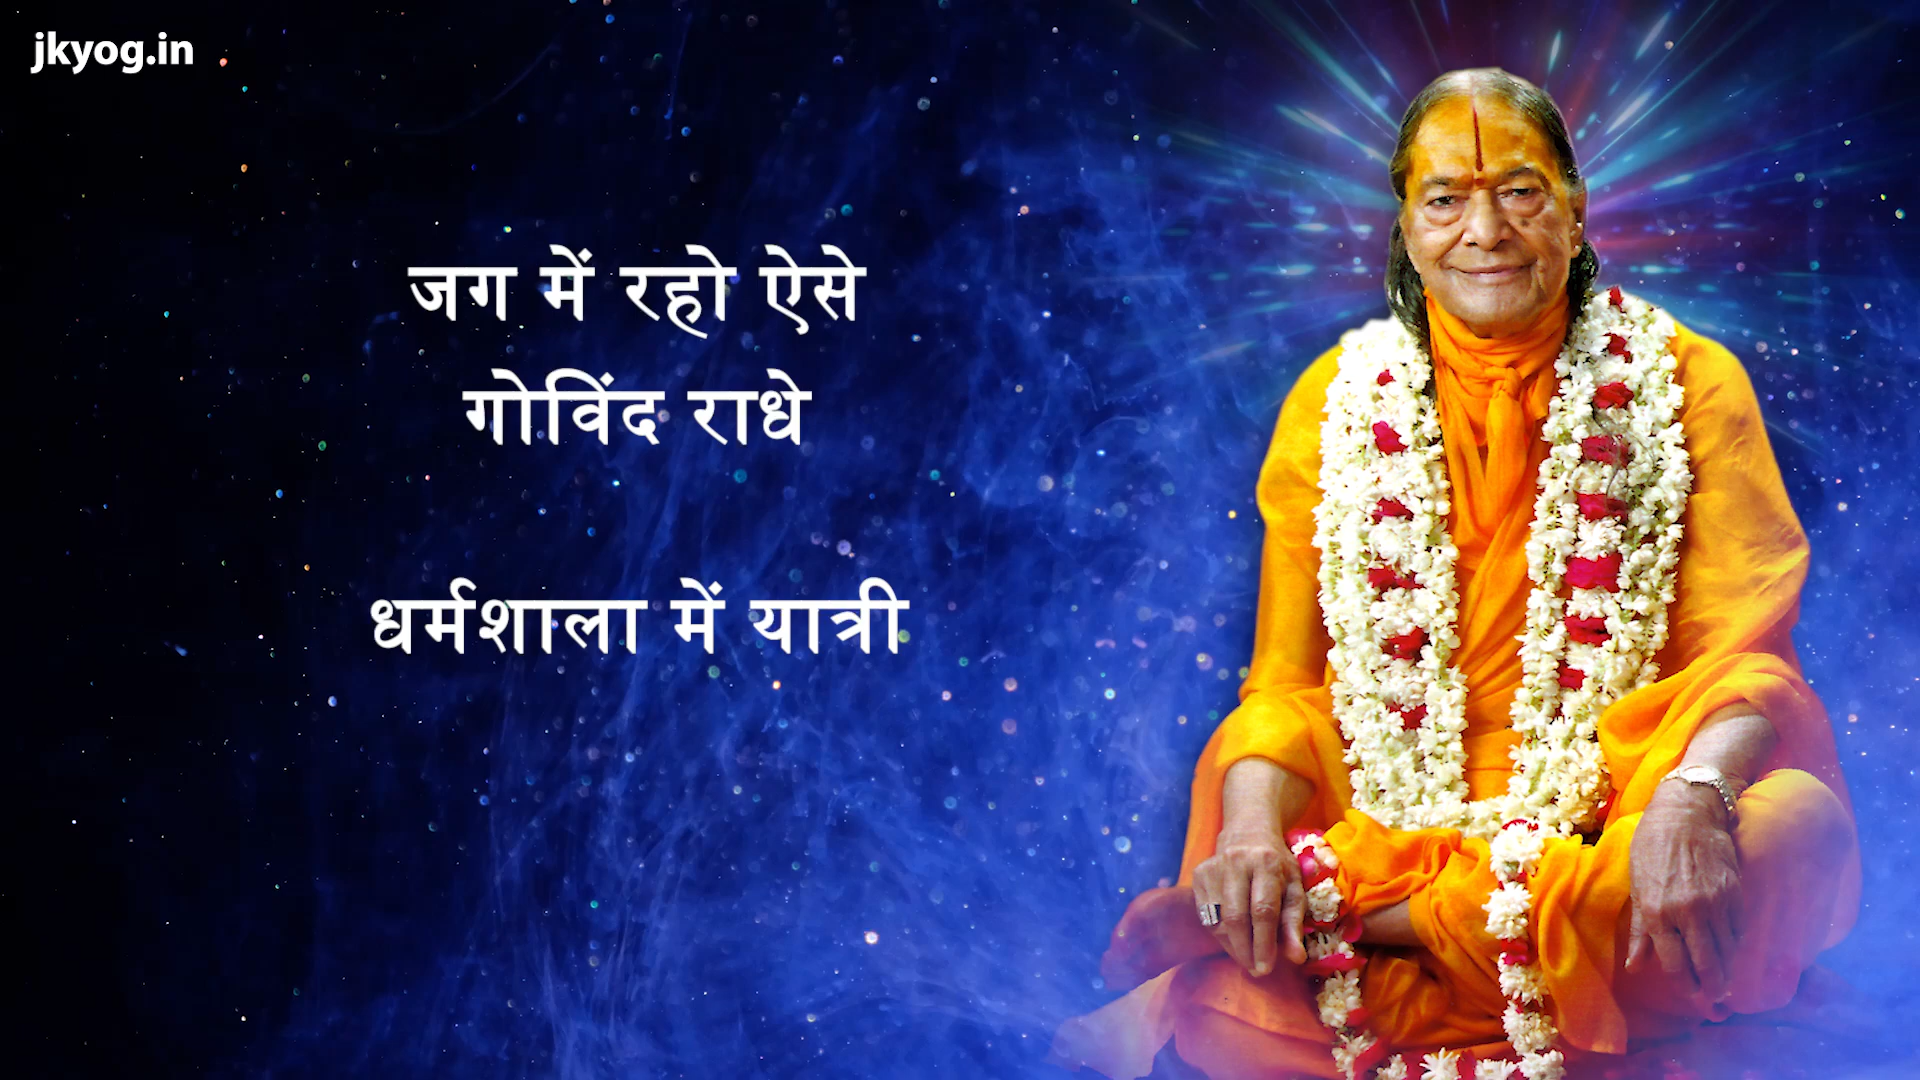 jkyog.in
जग में रहो ऐसे
गोविंद राधे
धर्मशाला में यात्री